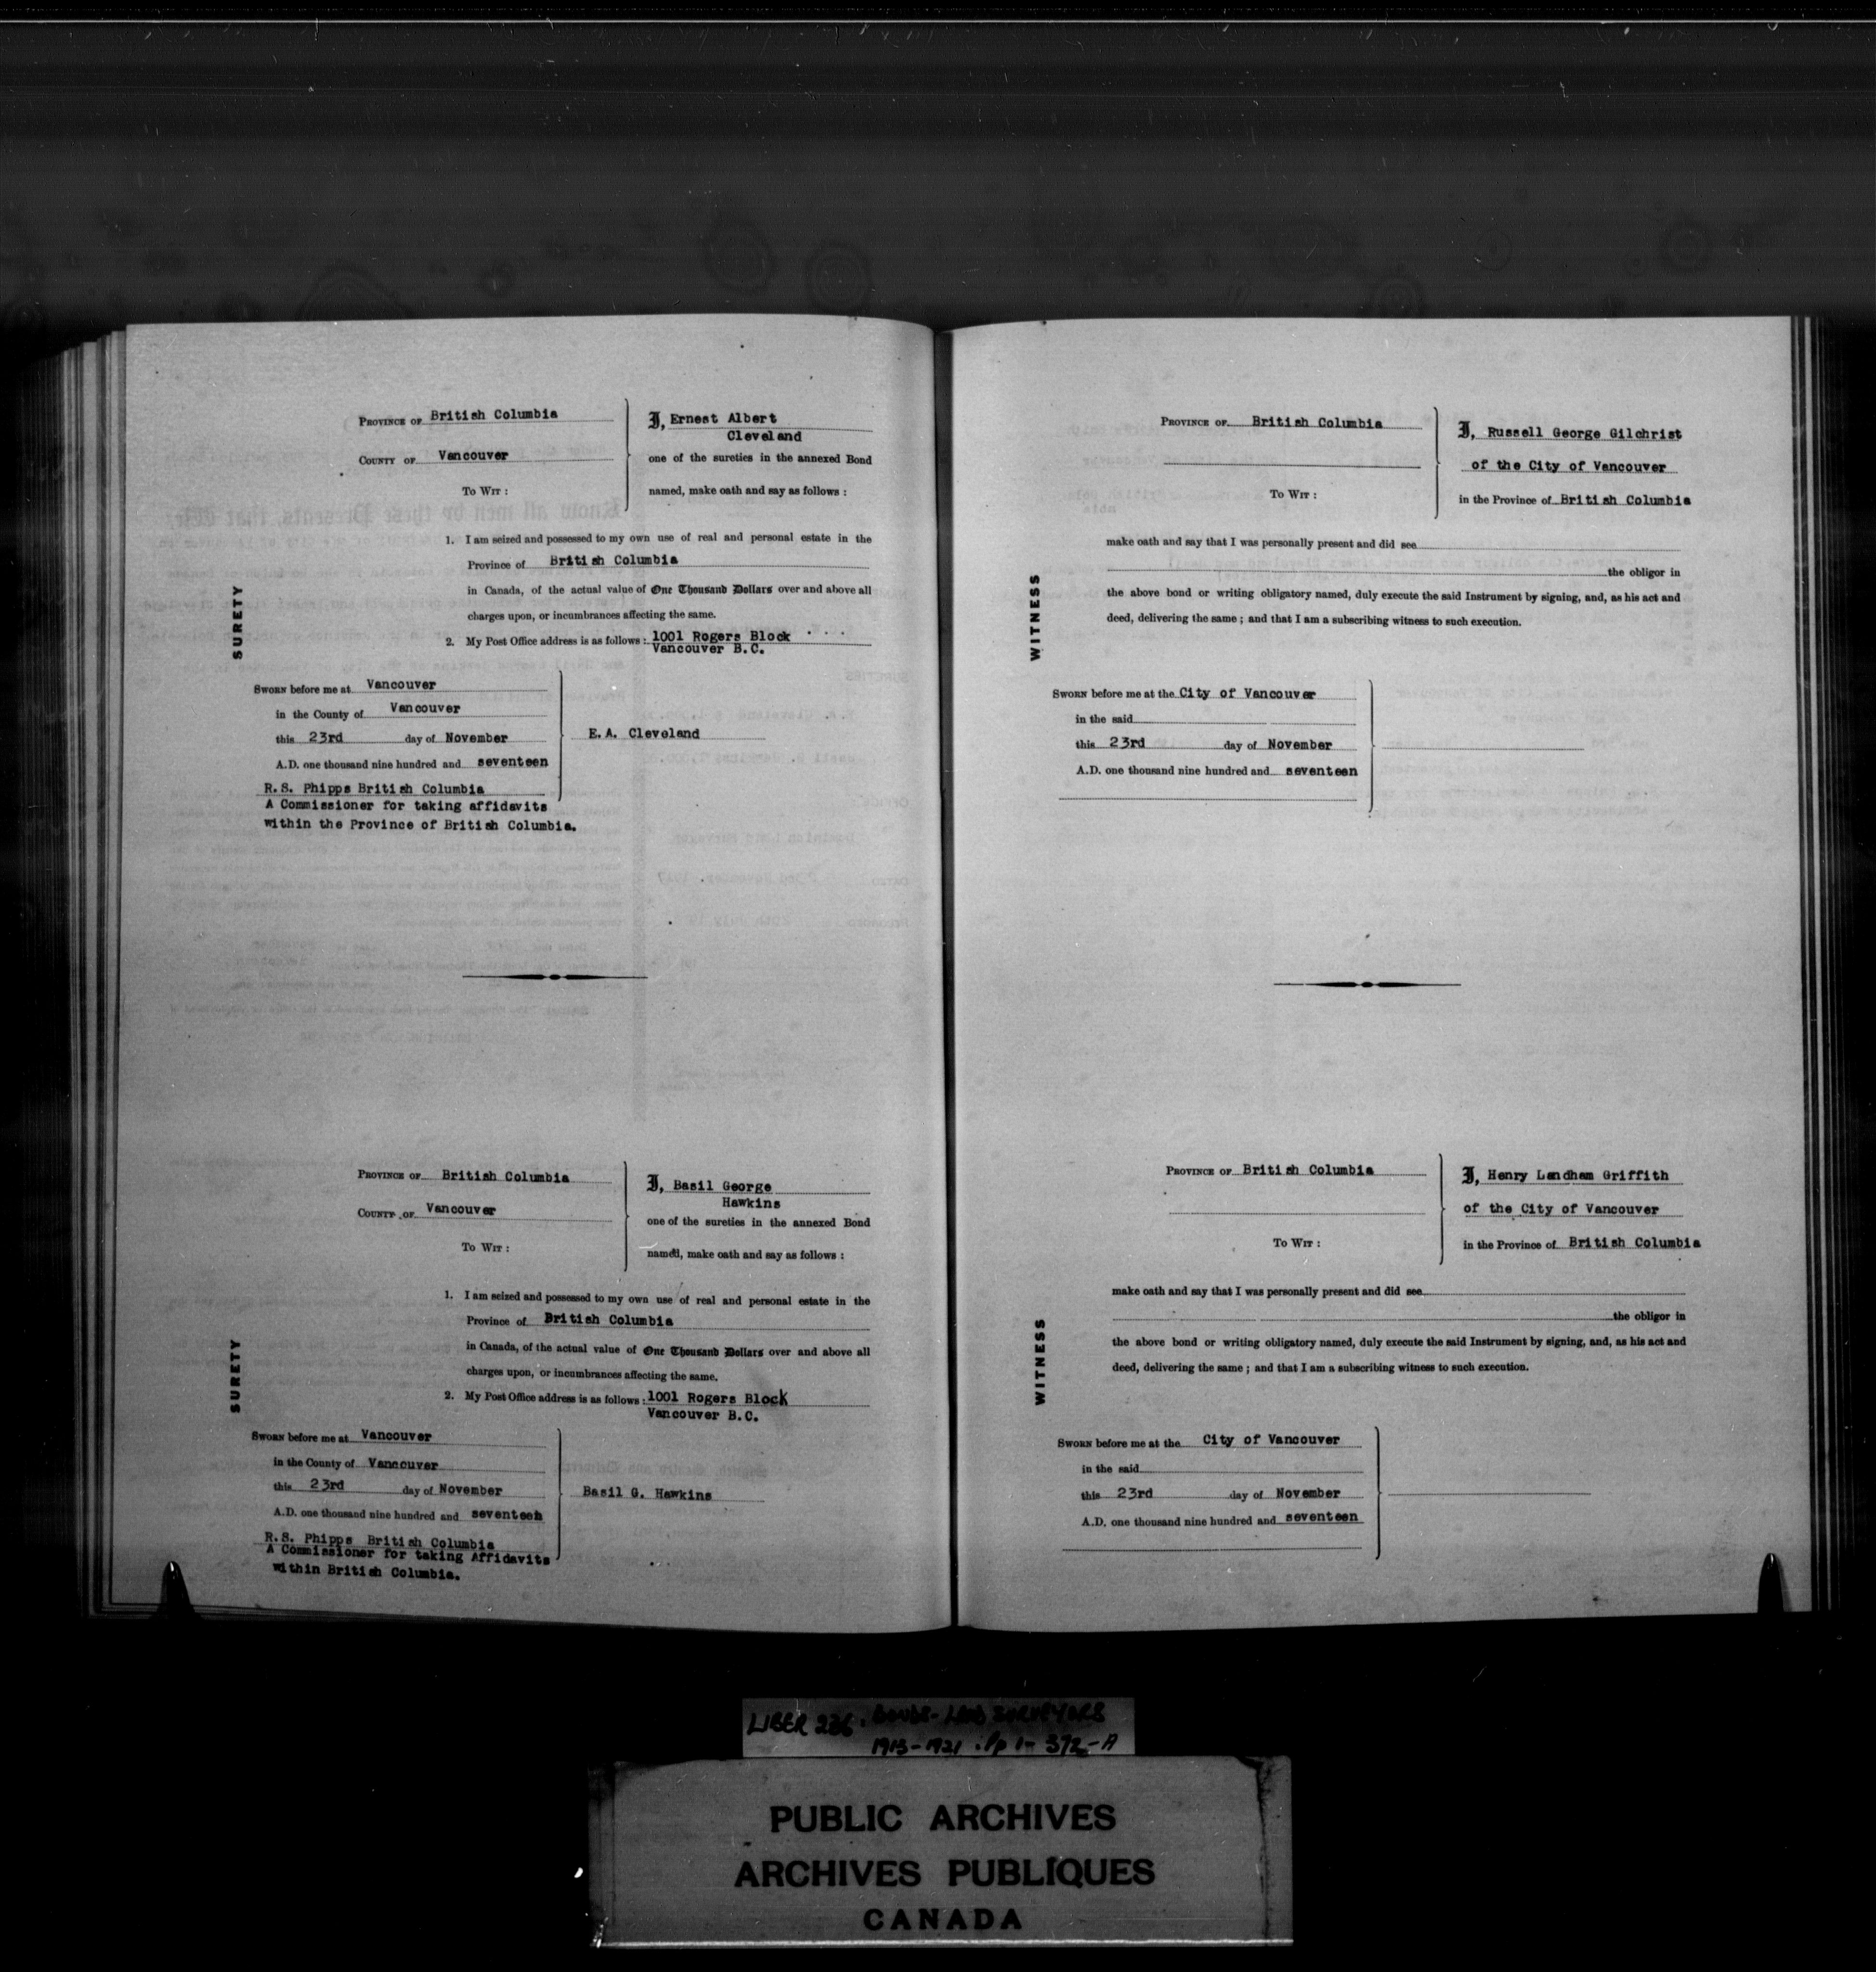 PROVINCE OF British Columbia
COUNTY OF Vancouver
TO WIT :
I, Ernest Albert
Cleveland
one of the sureties in the annexed Bond
named, make oath and say as follows :
SURETY
1. I am seized and possessed to my own use of real and personal estate in the
Province of British Columbia
in Canada, of the actual value of One Thousand Dollars over and above all
charges upon, or incumbrances affecting the same.
2. My Post Office address is as follows : 1001 Rogers Block
Vancouver B.C.
SWORN before me at Vancouver
in the County of Vancouver
this 23rd day of November
A.D. one thousand nine hundred and seventeen
E.A. Cleveland
R.S. Phipps British Columbia
A Commissioner for taking affidavits
within the Province of British Columbia.
PROVINCE OF British Columbia
COUNTY OF Vancouver
TO WIT :
I, Basil George
Hawkins
one of the sureties in the annexed Bond
named, make oath and say as follows :
SURETY
1. I am seized and possessed to my own use of real and personal estate in the
Province of British Columbia
in Canada, of the actual value of One Thousand Dollars over and above all
charges upon, or incumbrances affecting the same.
2. My Post Office address is as follows : 1001 Rogers Block
Vancouver B.C.
SWORN before me at Vancouver
in the County of Vancouver
this 23rd day of November
A.D. one thousand nine hundred and seventeen
Basil G. Hawkins
R.S. Phipps British Columbia
A Commissioner for taking Affidavits
within British Columbia.
PROVINCE OF British Columbia
TO WIT :
I, Russell George Gilchrist
of the City of Vancouver
in the Province of British Columbia
WITNESS
make oath and say that I was personally present and did see
the obligor in
the above bond or writing obligatory named, duly execute the said Instrument by signing, and, as his act and
deed, delivering the same ; and that I am a subscribing witness to such execution.
SWORN before me at the City of Vancouver
in the said
this 23rd day of November
A.D. one thousand nine hundred and seventeen
PROVINCE OF British Columbia
TO WIT :
I, Henry Landham Griffith
of the City of Vancouver
in the Province of British Columbia
WITNESS
make oath and say that I was personally present and did see
the obligor in
the above bond or writing obligatory named, duly execute the said Instrument by signing, and, as his act and
deed, delivering the same ; and that I am a subscribing witness to such execution.
SWORN before me at the City of Vancouver
in the said
this 23rd day of November
A.D. one thousand nine hundred and seventeen
LIBER 236. BONDS - LAND SURVEYORS
1913-1921 . Pp 1-372-A
PUBLIC ARCHIVES
ARCHIVES PUBLIQUES
CANADA